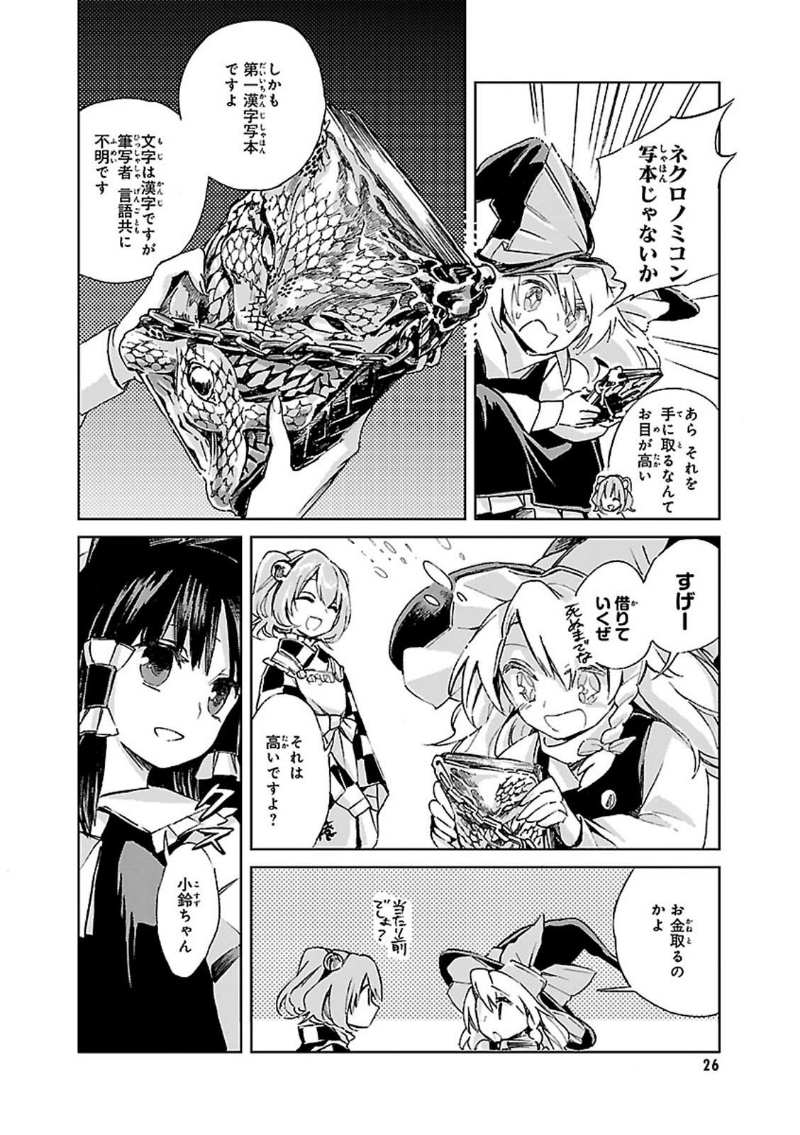 ネクロノミコン
写本じゃないか
あら それを
手に取るなんて
お目が高い
しかも
第一漢字写本
ですよ
文字は漢字ですが
筆写者 言語共に
不明です
すげー
借りて
いくぜ
死ぬまでな
それは
高いですよ?
お金取るの
かよ
当たり前
でしょ?
クスクス
小鈴ちゃん
26